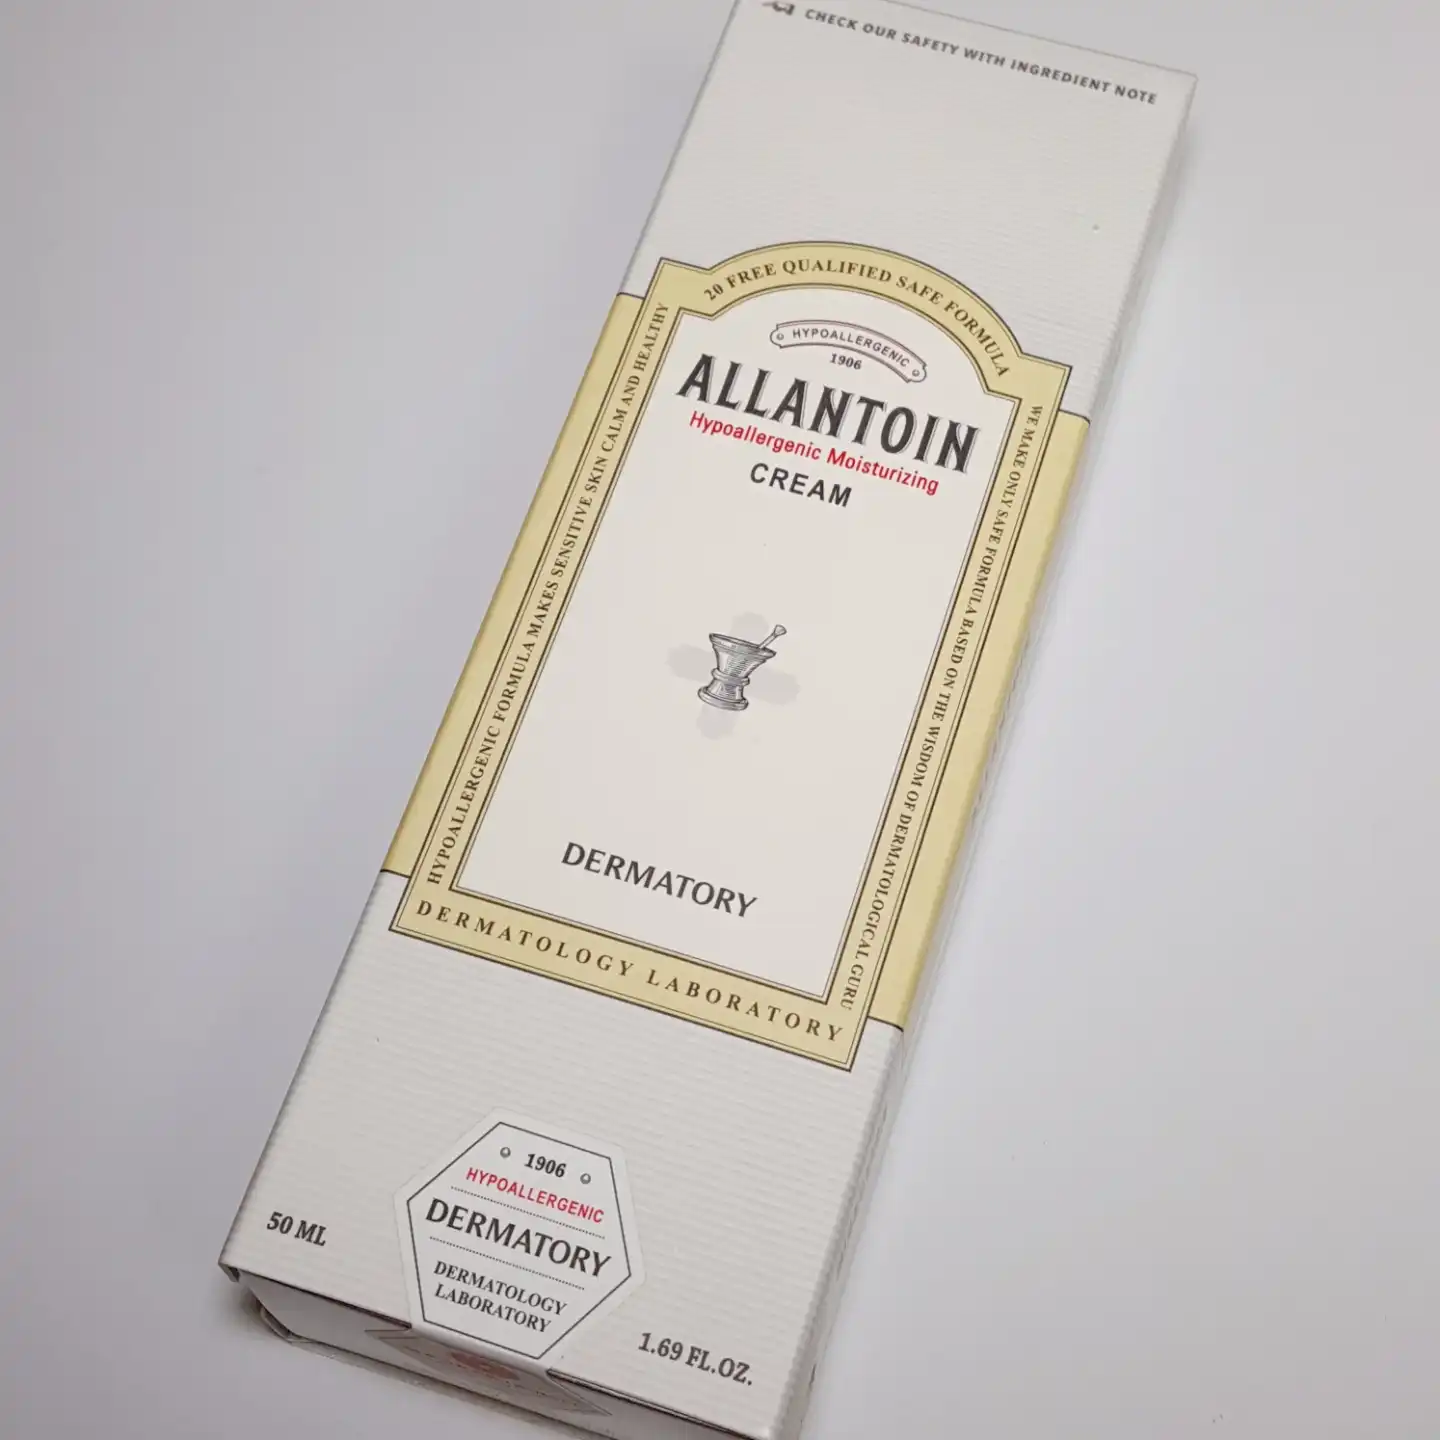 CHECK OUR SAFETY WITH INGREDIENT NOTE
20 FREE QUALIFIED SAFE FORMULA
HYPOALLERGENIC
1906
ALLANTOIN
Hypoallergenic Moisturizing
CREAM
HYPOALLERGENIC FORMULA MAKES SENSITIVE SKIN CALM AND HEALTHY
WE MAKE ONLY SAFE FORMULA BASED ON THE WISDOM OF DERMATOLOGICAL GURU
DERMATORY
DERMATOLOGY LABORATORY
1906
HYPOALLERGENIC
DERMATORY
DERMATOLOGY
LABORATORY
50 ML
1.69 FL.OZ.